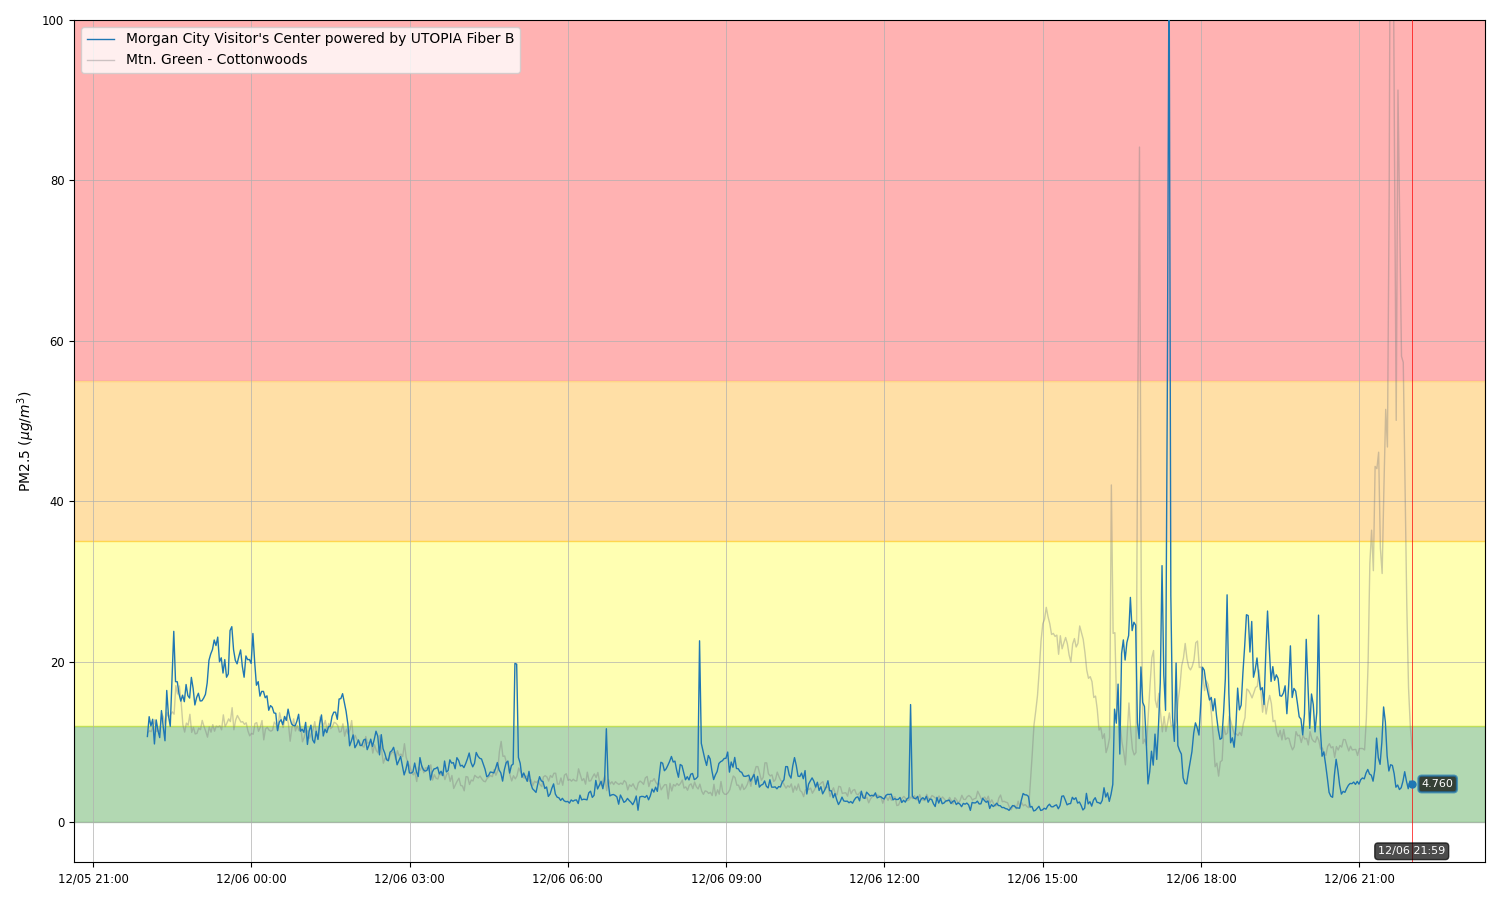 100
Morgan City Visitor's Center powered by UTOPIA Fiber B
Mtn. Green - Cottonwoods
80
60
PM2.5 (μg/m³)
40
20
4.760
0
12/06 21:59
12/05 21:00 12/06 00:00 12/06 03:00 12/06 06:00 12/06 09:00 12/06 12:00 12/06 15:00 12/06 18:00 12/06 21:00